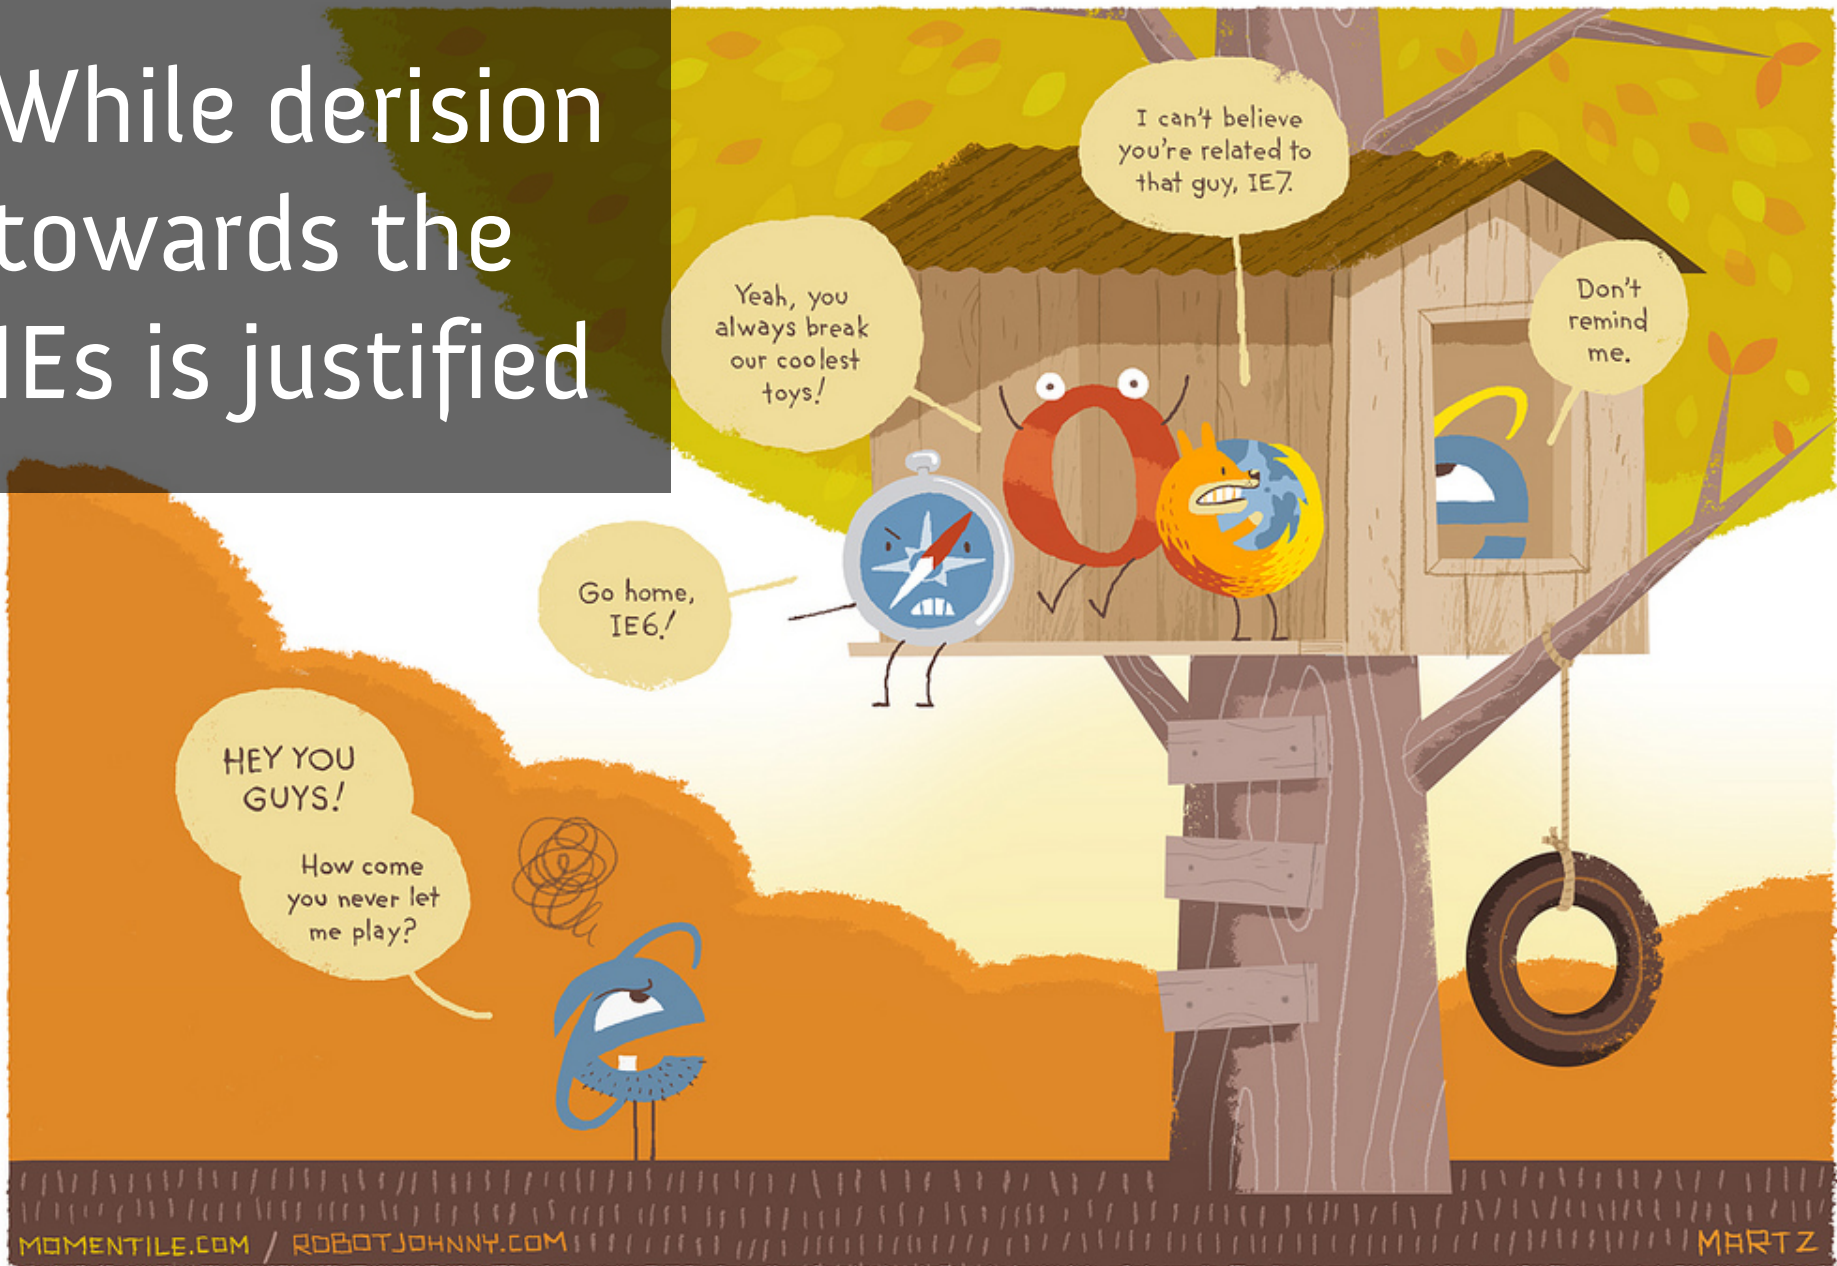 While derision
towards the
IEs is justified
I can't believe
you're related to
that guy, IE7.
Yeah, you
always break
our coolest
toys!
Don't
remind
me.
Go home,
IE6!
HEY YOU
GUYS!
How come
you never let
me play?
MOMENTILE.COM / ROBOTJOHNNY.COM
MARTZ